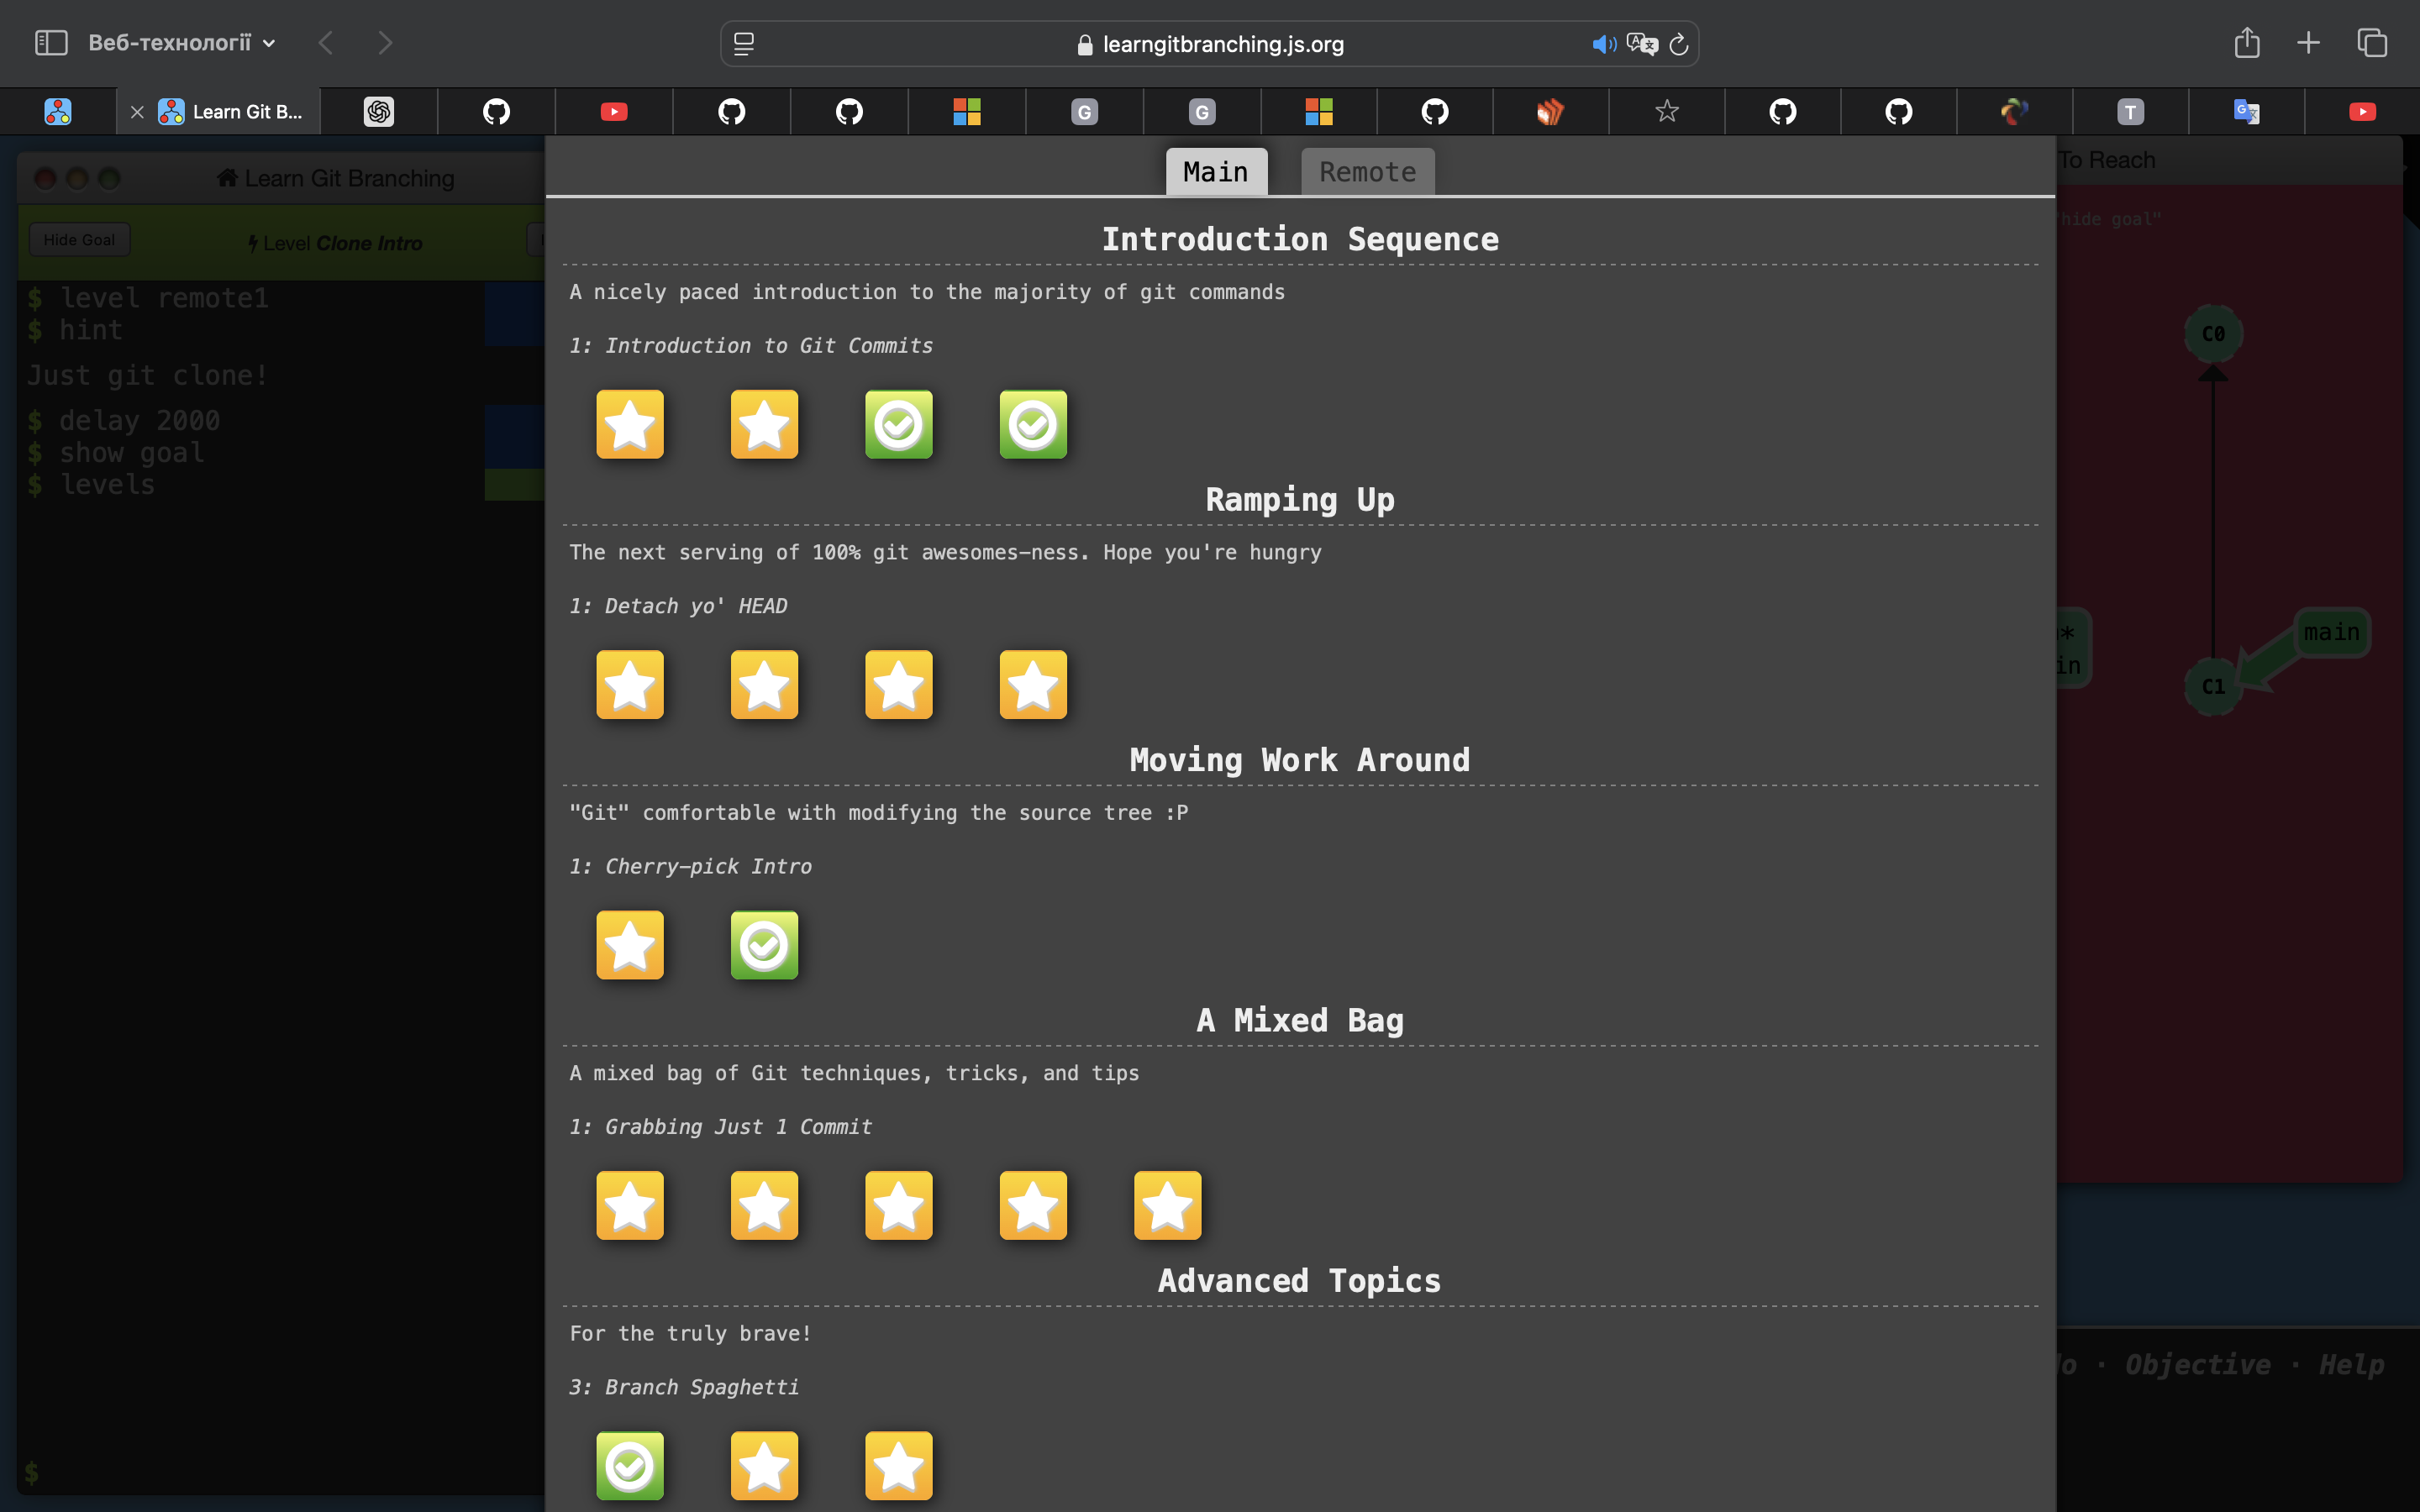 Веб-технології
learngitbranching.js.org
Learn Git B...
G
G
T
Main
Remote
Learn Git Branching
To Reach
Hide Goal
Level Clone Intro
"hide goal"
$ level remote1
$ hint
Just git clone!
$ delay 2000
$ show goal
$ levels
$
Introduction Sequence
A nicely paced introduction to the majority of git commands
1: Introduction to Git Commits
Ramping Up
The next serving of 100% git awesomes-ness. Hope you're hungry
1: Detach yo' HEAD
Moving Work Around
"Git" comfortable with modifying the source tree :P
1: Cherry-pick Intro
A Mixed Bag
A mixed bag of Git techniques, tricks, and tips
1: Grabbing Just 1 Commit
Advanced Topics
For the truly brave!
3: Branch Spaghetti
C0
main
C1
· Objective · Help